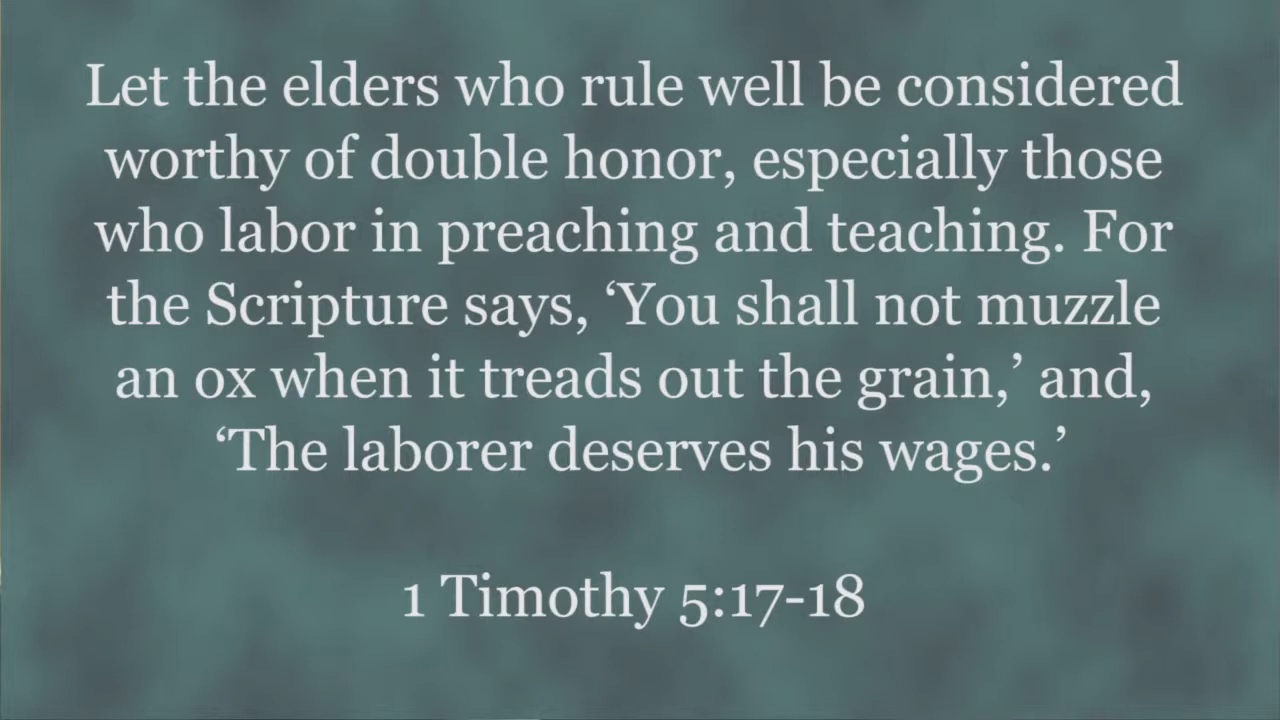 Let the elders who rule well be considered
worthy of double honor, especially those
who labor in preaching and teaching. For
the Scripture says, ‘You shall not muzzle
an ox when it treads out the grain,’ and,
‘The laborer deserves his wages.’
1 Timothy 5:17-18